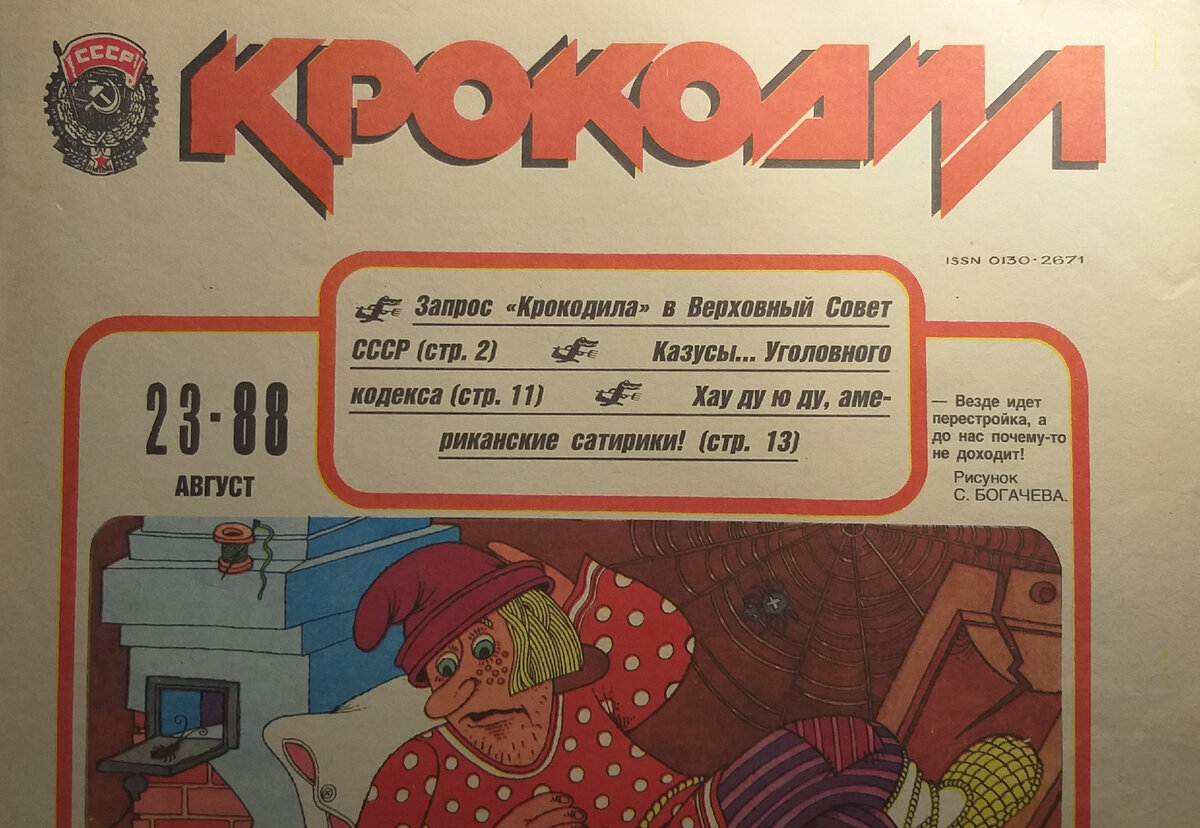 СССР
КРОКОДИЛ
ISSN 0130-2671
Запрос «Крокодила» в Верховный Совет
СССР (стр. 2) Казусы... Уголовного
кодекса (стр. 11) Хау ду ю ду, аме-
риканские сатирики! (стр. 13)
23·88
АВГУСТ
— Везде идет
перестройка, а
до нас почему-то
не доходит!
Рисунок
С. БОГАЧЕВА.